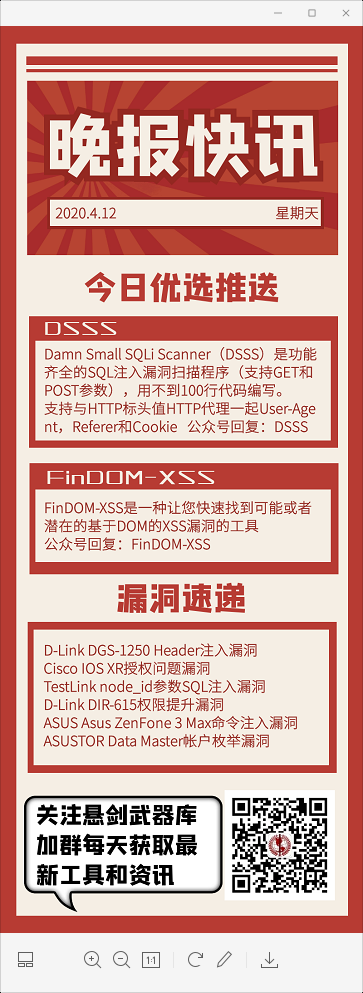 晚报快讯
2020.4.12 星期天
今日优选推送
DSSS
Damn Small SQLi Scanner（DSSS）是功能
齐全的SQL注入漏洞扫描程序（支持GET和
POST参数），用不到100行代码编写。
支持与HTTP标头值HTTP代理一起User-Age
nt，Referer和Cookie 公众号回复：DSSS
FinDOM-XSS
FinDOM-XSS是一种让您快速找到可能或者
潜在的基于DOM的XSS漏洞的工具
公众号回复：FinDOM-XSS
漏洞速递
D-Link DGS-1250 Header注入漏洞
Cisco IOS XR授权问题漏洞
TestLink node_id参数SQL注入漏洞
D-Link DIR-615权限提升漏洞
ASUS Asus ZenFone 3 Max命令注入漏洞
ASUSTOR Data Master帐户枚举漏洞
关注悬剑武器库
加群每天获取最
新工具和资讯
1:1